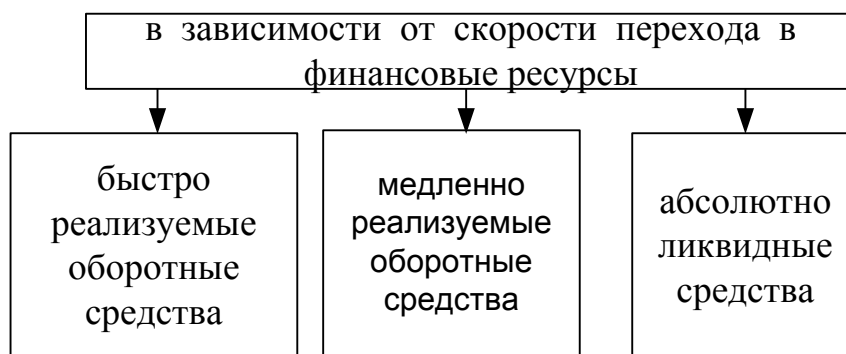 в зависимости от скорости перехода в
финансовые ресурсы
быстро
реализуемые
оборотные
средства
медленно
реализуемые
оборотные
средства
абсолютно
ликвидные
средства